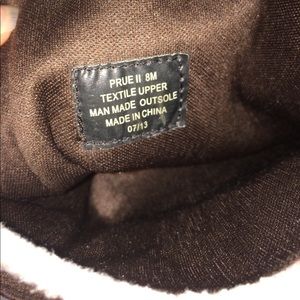 PRUE II 8M
TEXTILE UPPER
MAN MADE OUTSOLE
MADE IN CHINA
07/13